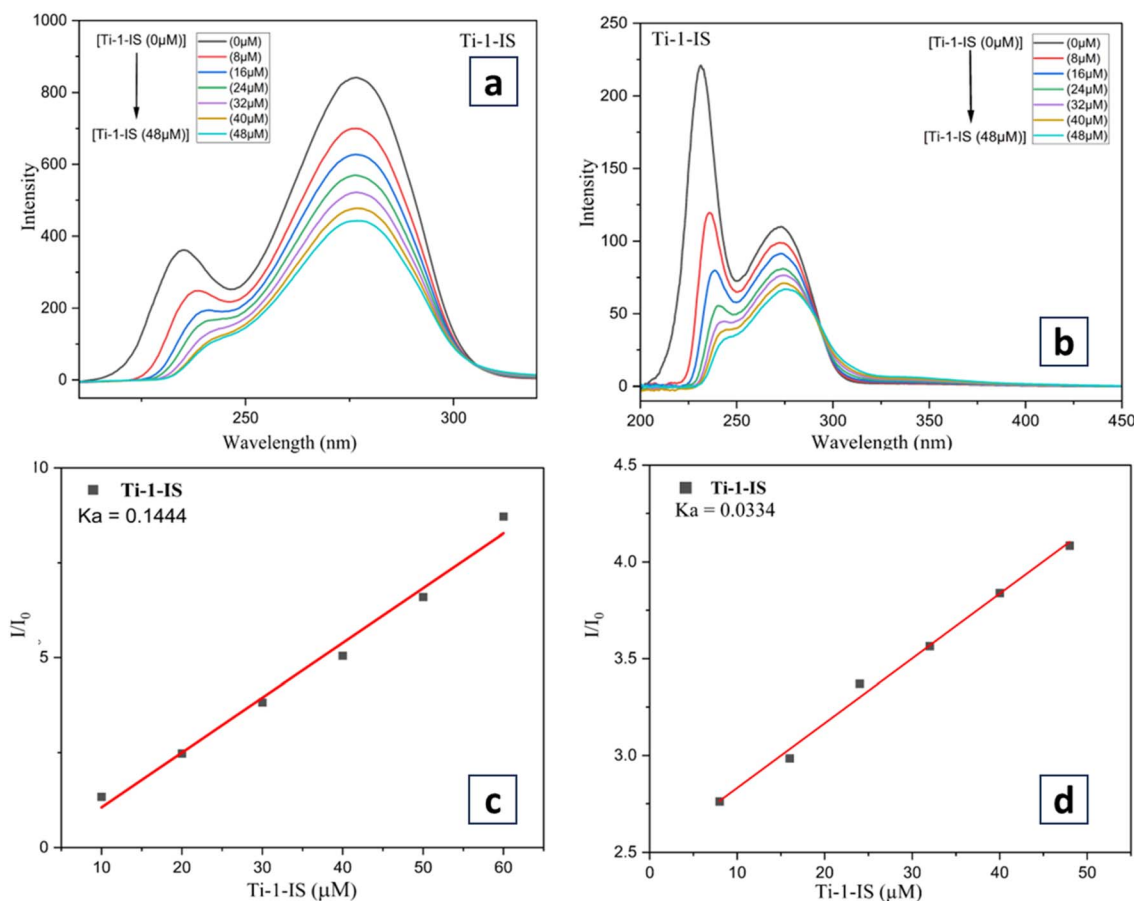 1000
800
600
400
200
0
Intensity
[Ti-1-IS (0µM)]
[Ti-1-IS (48µM)]
(0µM)
(8µM)
(16µM)
(24µM)
(32µM)
(40µM)
(48µM)
Ti-1-IS
a
250
300
Wavelength (nm)
250
200
150
100
50
0
Intensity
Ti-1-IS
[Ti-1-IS (0µM)]
[Ti-1-IS (48µM)]
(0µM)
(8µM)
(16µM)
(24µM)
(32µM)
(40µM)
(48µM)
b
200
250
300
350
400
450
Wavelength (nm)
10
5
0
I/I0
Ti-1-IS
Ka = 0.1444
c
10
20
30
40
50
60
Ti-1-IS (µM)
4.5
4.0
3.5
3.0
2.5
I/I0
Ti-1-IS
Ka = 0.0334
d
0
10
20
30
40
50
Ti-1-IS (µM)